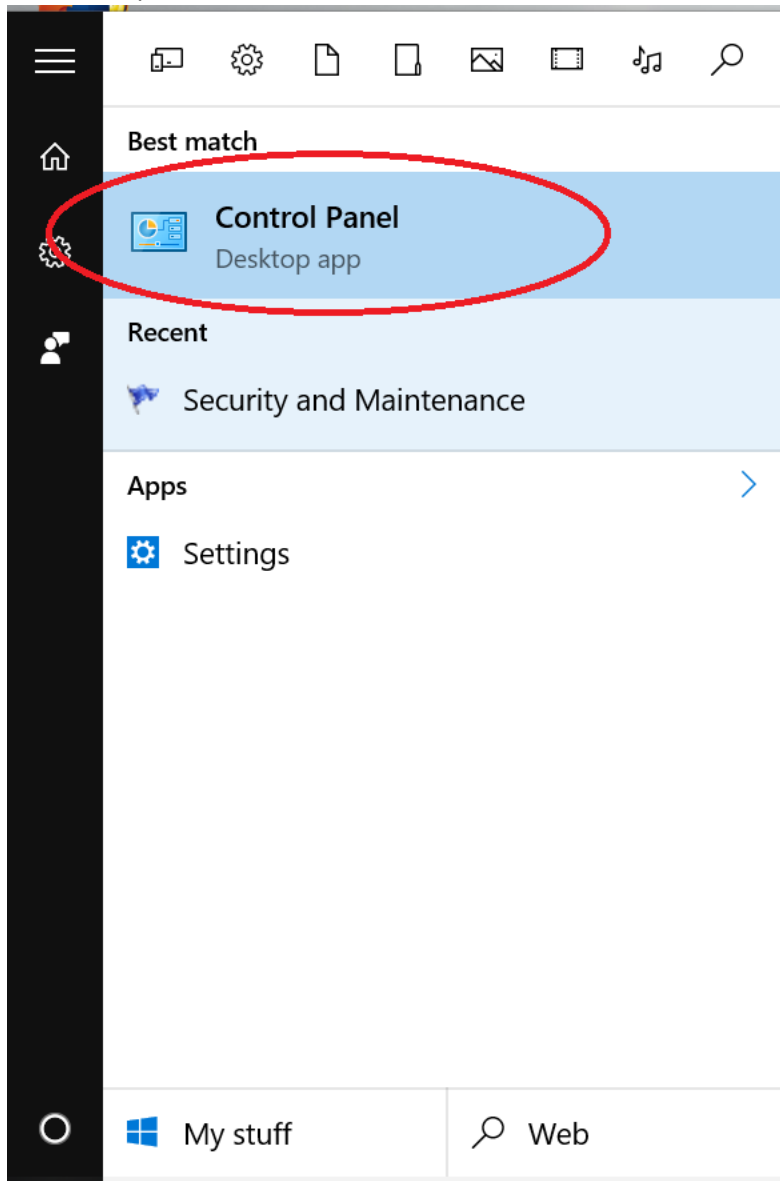 Best match
Control Panel
Desktop app
Recent
Security and Maintenance
Apps
Settings
My stuff
Web